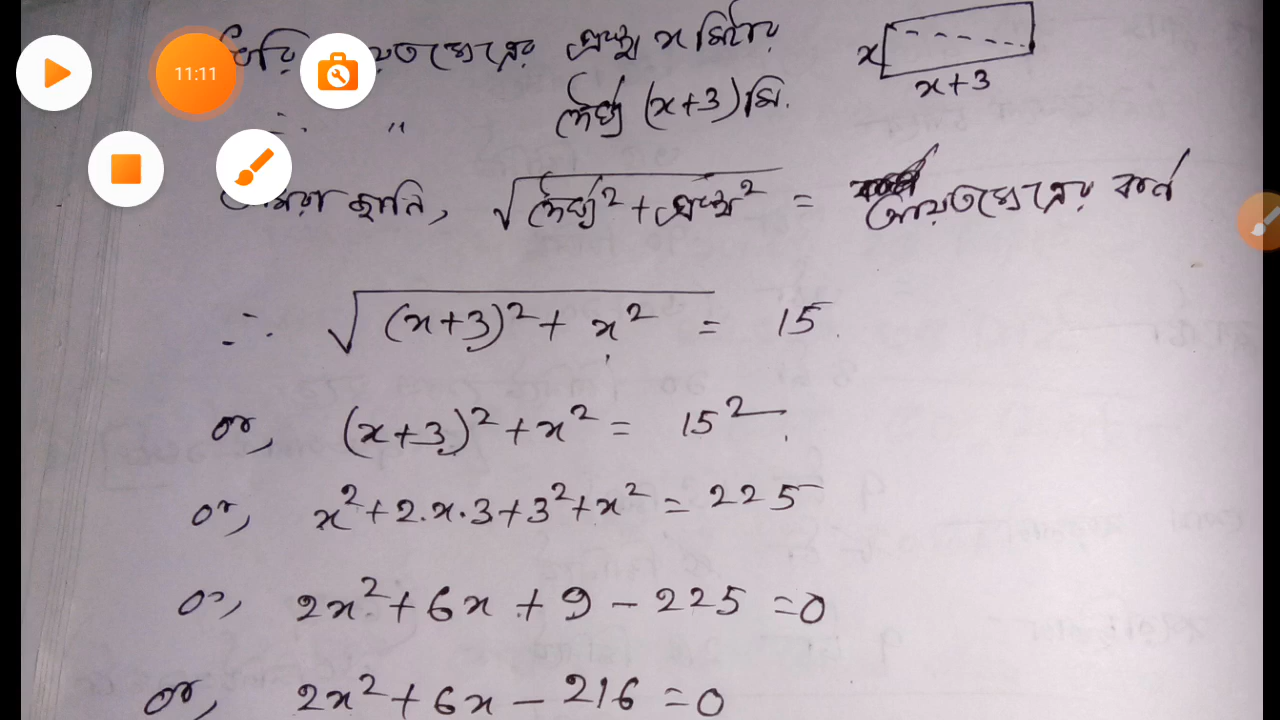 11:11
ধরি আয়তক্ষেত্রের প্রস্থ x মিটার
x
x+3
∴ " দৈর্ঘ্য (x+3) মি.
আমরা জানি, √(দৈর্ঘ্য² + প্রস্থ²) = আয়তক্ষেত্রের কর্ন
∴ √((x+3)² + x²) = 15
or, (x+3)² + x² = 15²
or, x² + 2.x.3 + 3² + x² = 225
or, 2x² + 6x + 9 - 225 = 0
or, 2x² + 6x - 216 = 0